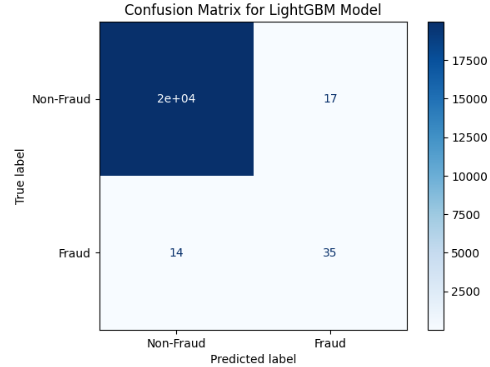 Confusion Matrix for LightGBM Model
Non-Fraud
2e+04
17
Fraud
14
35
Non-Fraud
Fraud
True label
Predicted label
17500
15000
12500
10000
7500
5000
2500